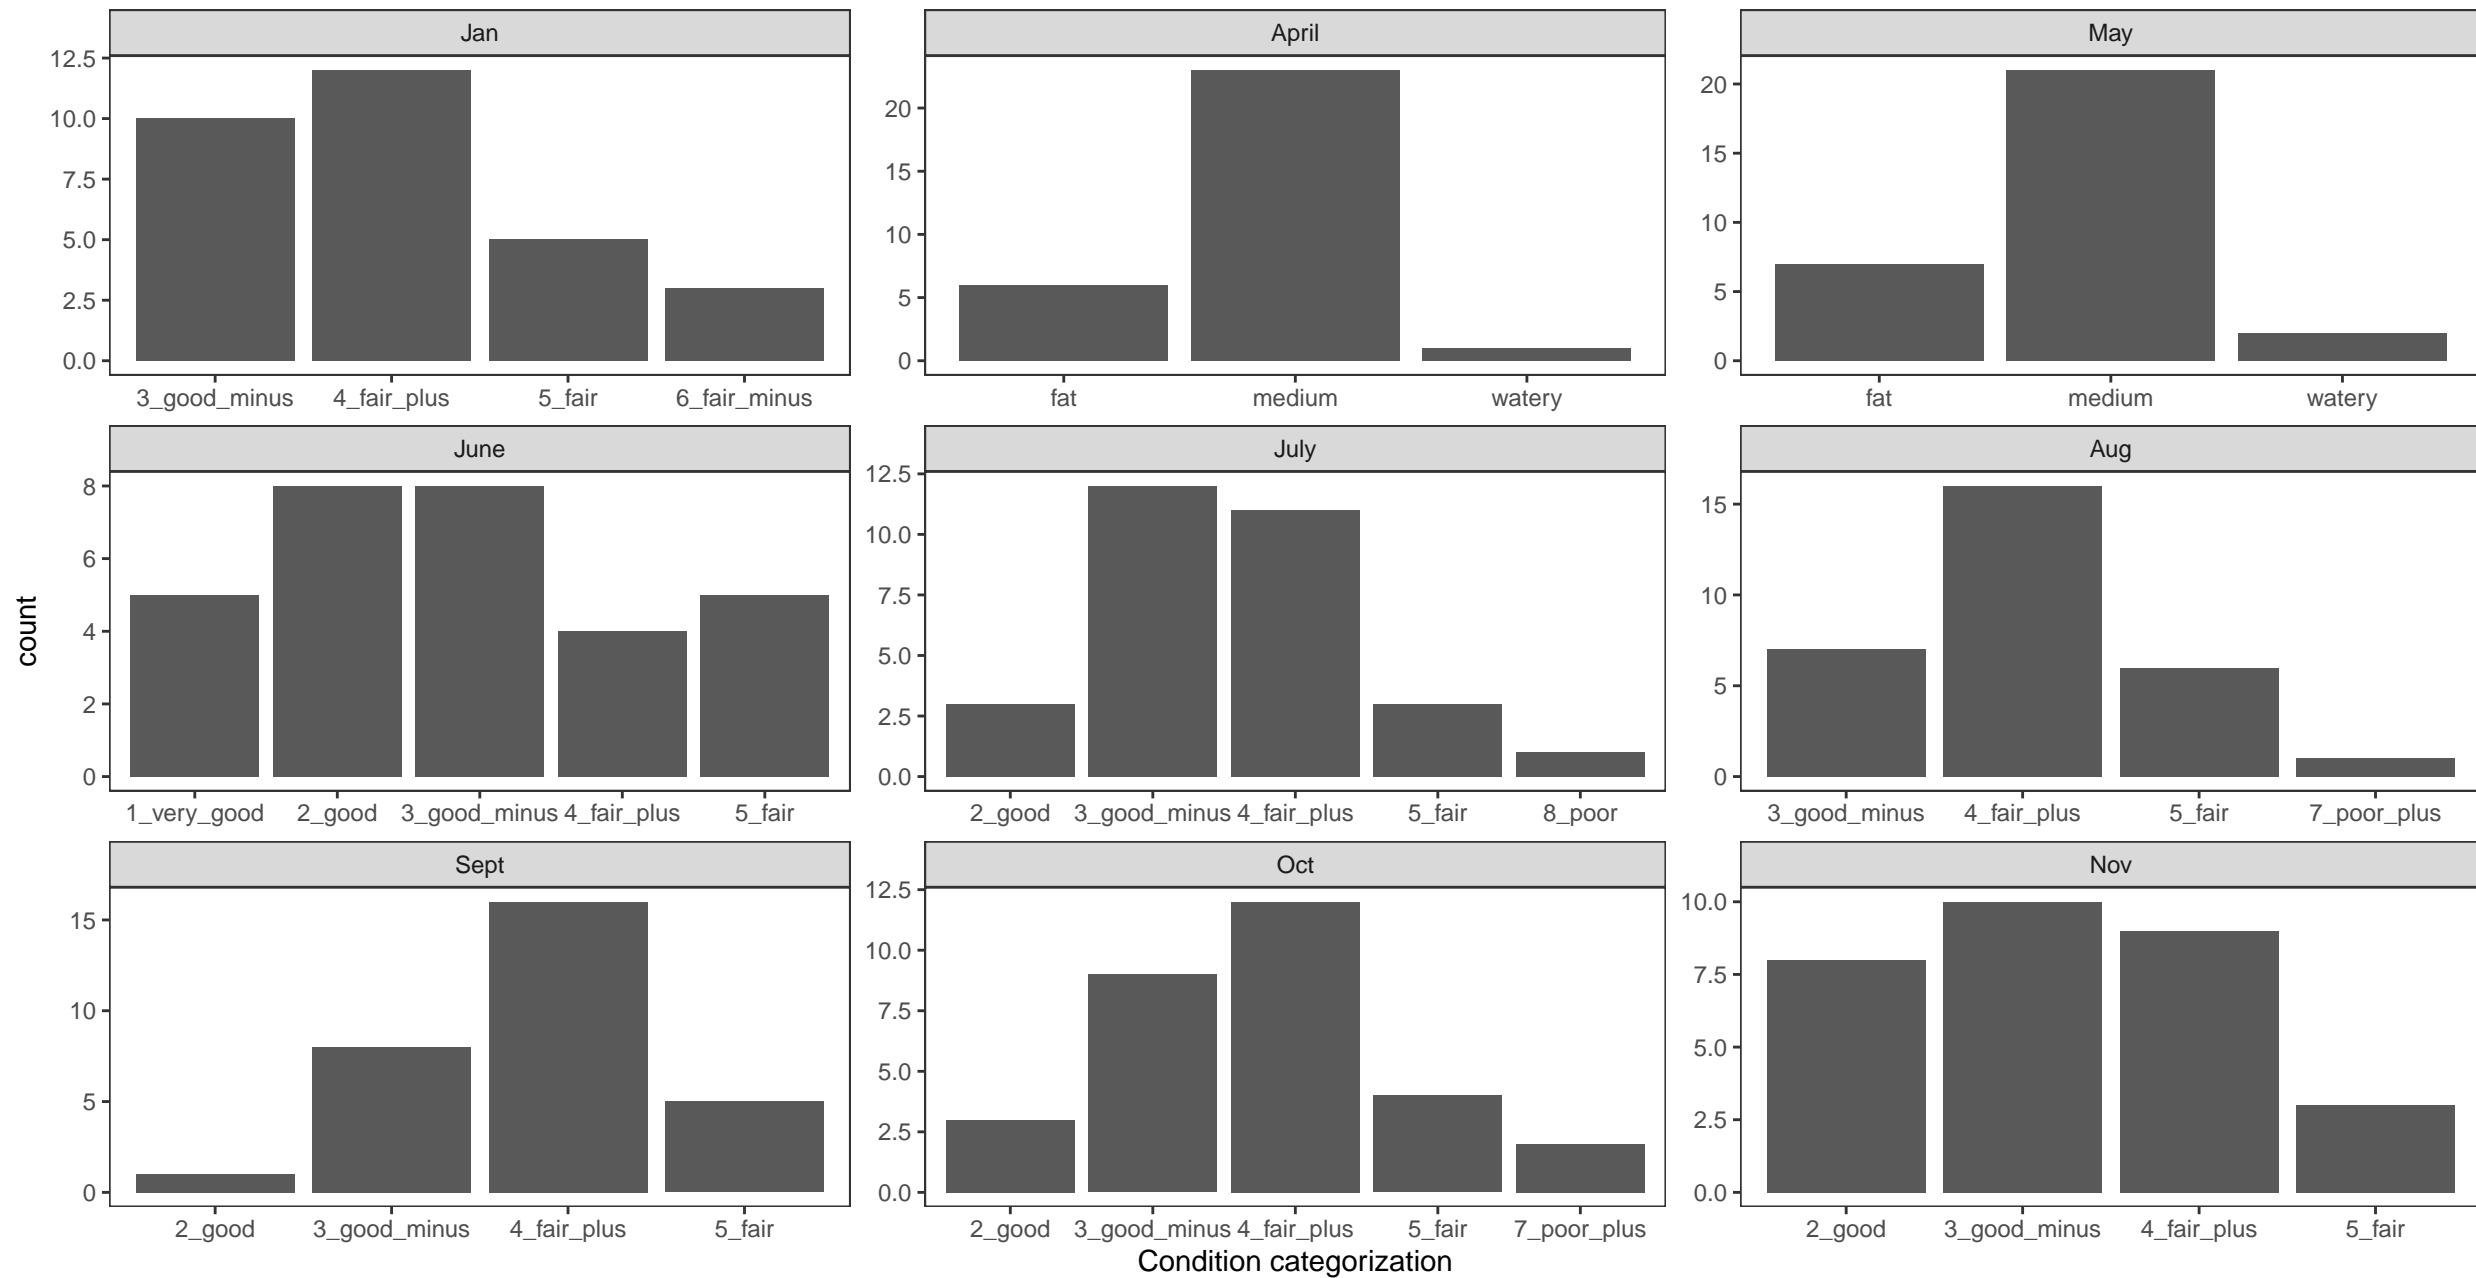 Jan
12.5
10.0
7.5
5.0
2.5
0.0
3_good_minus 4_fair_plus 5_fair 6_fair_minus
April
20
15
10
5
0
fat medium watery
May
20
15
10
5
0
fat medium watery
June
8
6
4
2
0
1_very_good 2_good 3_good_minus 4_fair_plus 5_fair
July
12.5
10.0
7.5
5.0
2.5
0.0
2_good 3_good_minus 4_fair_plus 5_fair 8_poor
Aug
15
10
5
0
3_good_minus 4_fair_plus 5_fair 7_poor_plus
Sept
15
10
5
0
2_good 3_good_minus 4_fair_plus 5_fair
Oct
12.5
10.0
7.5
5.0
2.5
0.0
2_good 3_good_minus 4_fair_plus 5_fair 7_poor_plus
Nov
10.0
7.5
5.0
2.5
0.0
2_good 3_good_minus 4_fair_plus 5_fair
count
Condition categorization